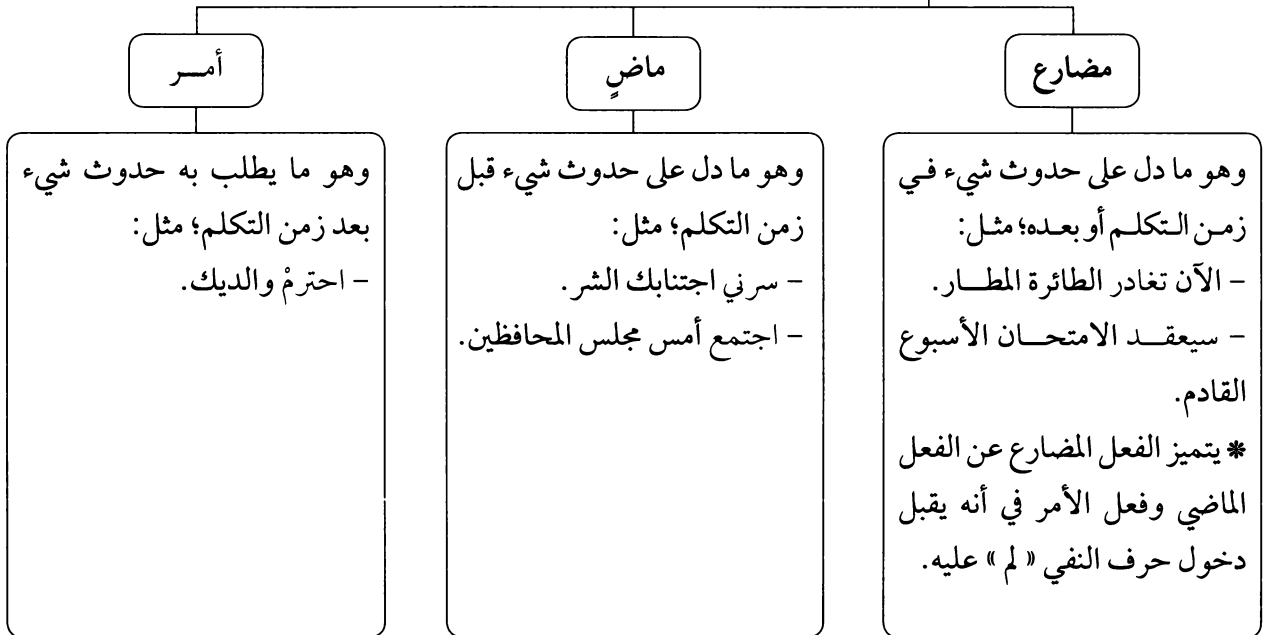 مضارع
وهو ما دل على حدوث شيء في
زمن التكلم أو بعده؛ مثل:
– الآن تغادر الطائرة المطار.
– سيعقد الامتحان الأسبوع
القادم.
* يتميز الفعل المضارع عن الفعل
الماضي وفعل الأمر في أنه يقبل
دخول حرف النفي « لم » عليه.
ماضٍ
وهو ما دل على حدوث شيء قبل
زمن التكلم؛ مثل:
– سرني اجتنابك الشر.
– اجتمع أمس مجلس المحافظين.
أمر
وهو ما يطلب به حدوث شيء
بعد زمن التكلم؛ مثل:
– احترمْ والديك.